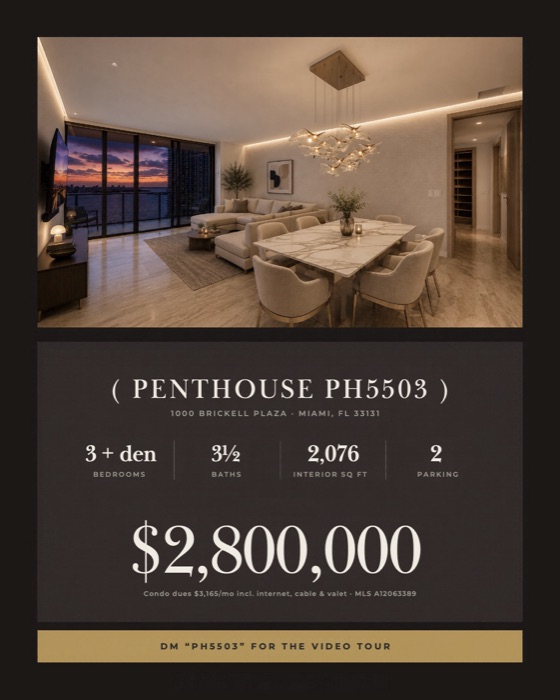 ( PENTHOUSE PH5503 )
1000 BRICKELL PLAZA · MIAMI, FL 33131
3 + den
BEDROOMS
3½
BATHS
2,076
INTERIOR SQ FT
2
PARKING
$2,800,000
Condo dues $3,165/mo incl. internet, cable & valet · MLS A12063389
DM “PH5503” FOR THE VIDEO TOUR